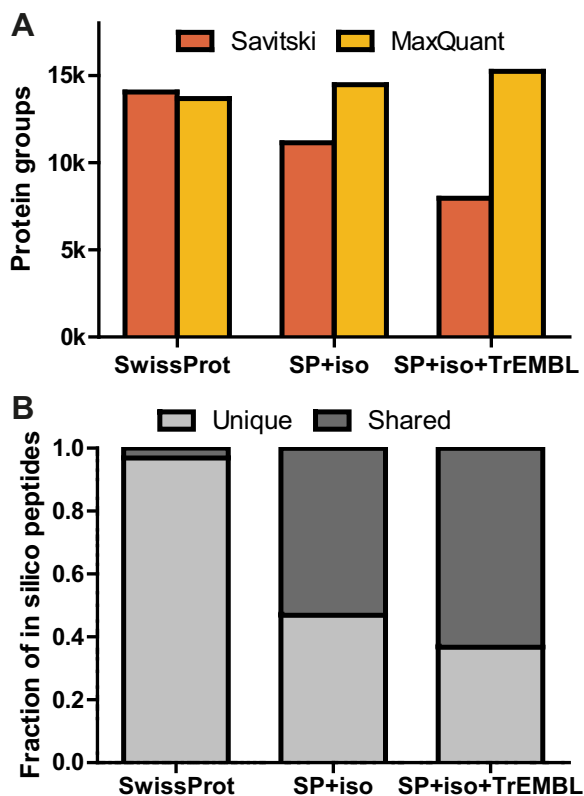 A
Savitski MaxQuant
Protein groups
15k
10k
5k
0k
SwissProt SP+iso SP+iso+TrEMBL
B
Unique Shared
Fraction of in silico peptides
1.0
0.8
0.6
0.4
0.2
0.0
SwissProt SP+iso SP+iso+TrEMBL